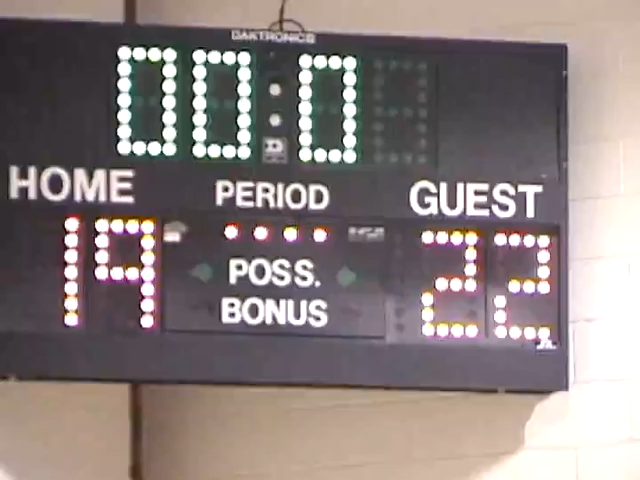 DAKTRONICS
00:0
HOME PERIOD GUEST
19 22
POSS.
BONUS